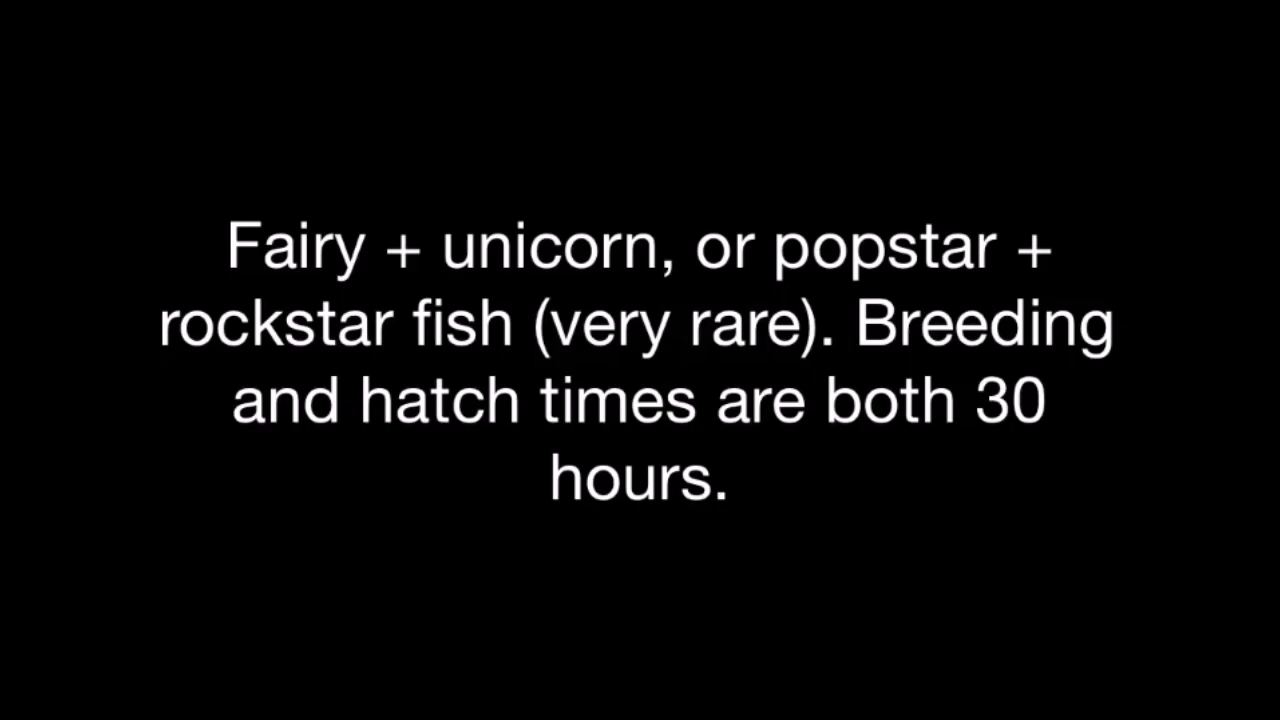 Fairy + unicorn, or popstar +
rockstar fish (very rare). Breeding
and hatch times are both 30
hours.